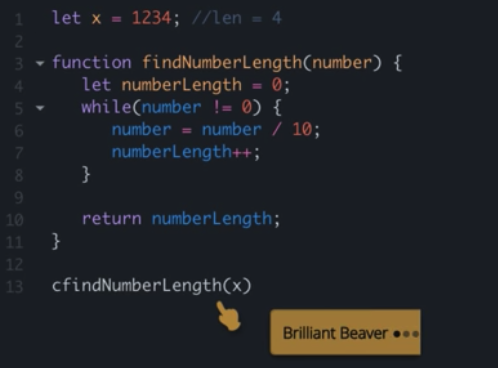 1 let x = 1234; //len = 4
2
3 function findNumberLength(number) {
4 let numberLength = 0;
5 while(number != 0) {
6 number = number / 10;
7 numberLength++;
8 }
9
10 return numberLength;
11 }
12
13 cfindNumberLength(x)
Brilliant Beaver